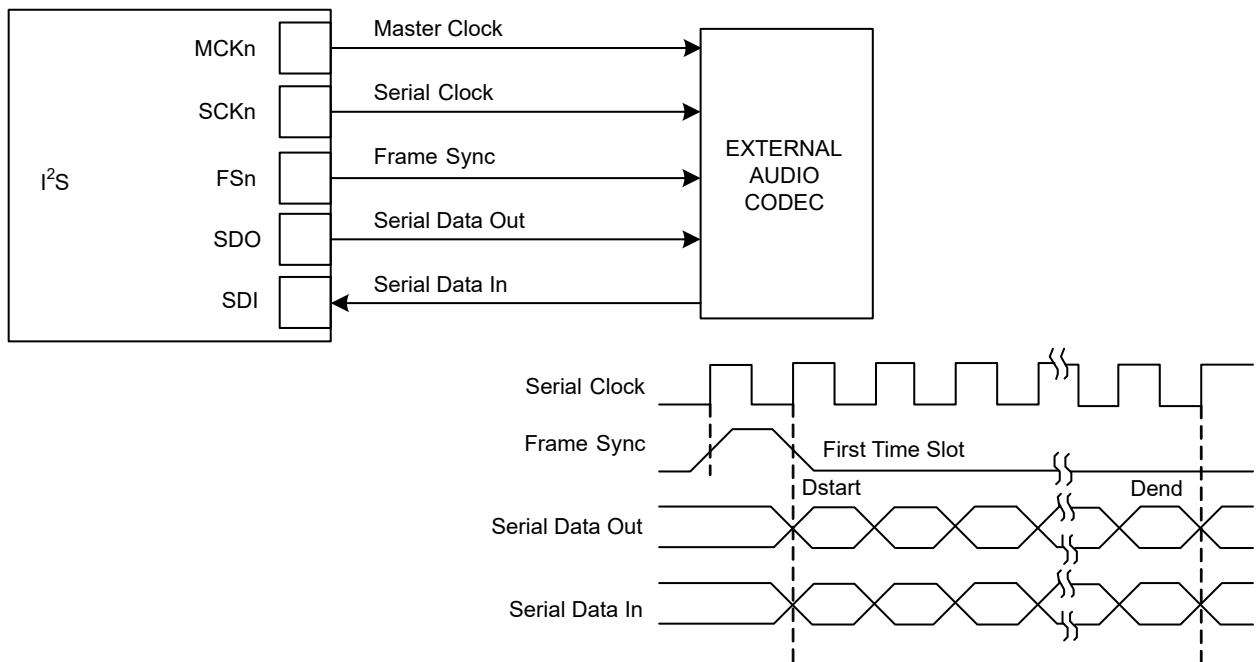 MCKn
Master Clock
SCKn
Serial Clock
FSn
Frame Sync
I²S
SDO
Serial Data Out
SDI
Serial Data In
EXTERNAL
AUDIO
CODEC
Serial Clock
Frame Sync
First Time Slot
Dstart
Dend
Serial Data Out
Serial Data In